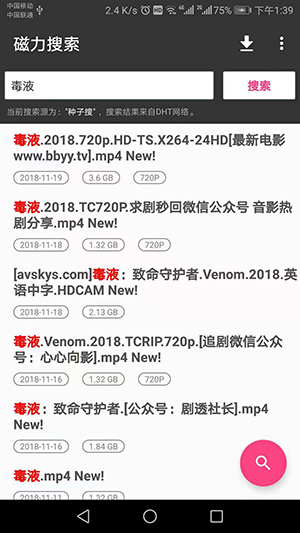 中国移动
中国联通
2.4 K/s
75%
下午1:39
磁力搜索
毒液
搜索
当前搜索源为："种子搜"，搜索结果来自DHT网络。
毒液.2018.720p.HD-TS.X264-24HD[最新电影
www.bbyy.tv].mp4 New!
2018-11-19
3.6 GB
720P
毒液.2018.TC720P.求剧秒回微信公众号 音影热
剧分享.mp4 New!
2018-11-18
1.32 GB
720P
[avskys.com]毒液：致命守护者.Venom.2018.英
语中字.HDCAM New!
2018-11-18
2.13 GB
毒液.Venom.2018.TCRIP.720p.[追剧微信公众
号：心心向影].mp4 New!
2018-11-16
1.32 GB
720P
毒液：致命守护者.[公众号：剧透社长].mp4
New!
2018-11-16
1.84 GB
毒液.mp4 New!
2018-11-11
1.32 GB